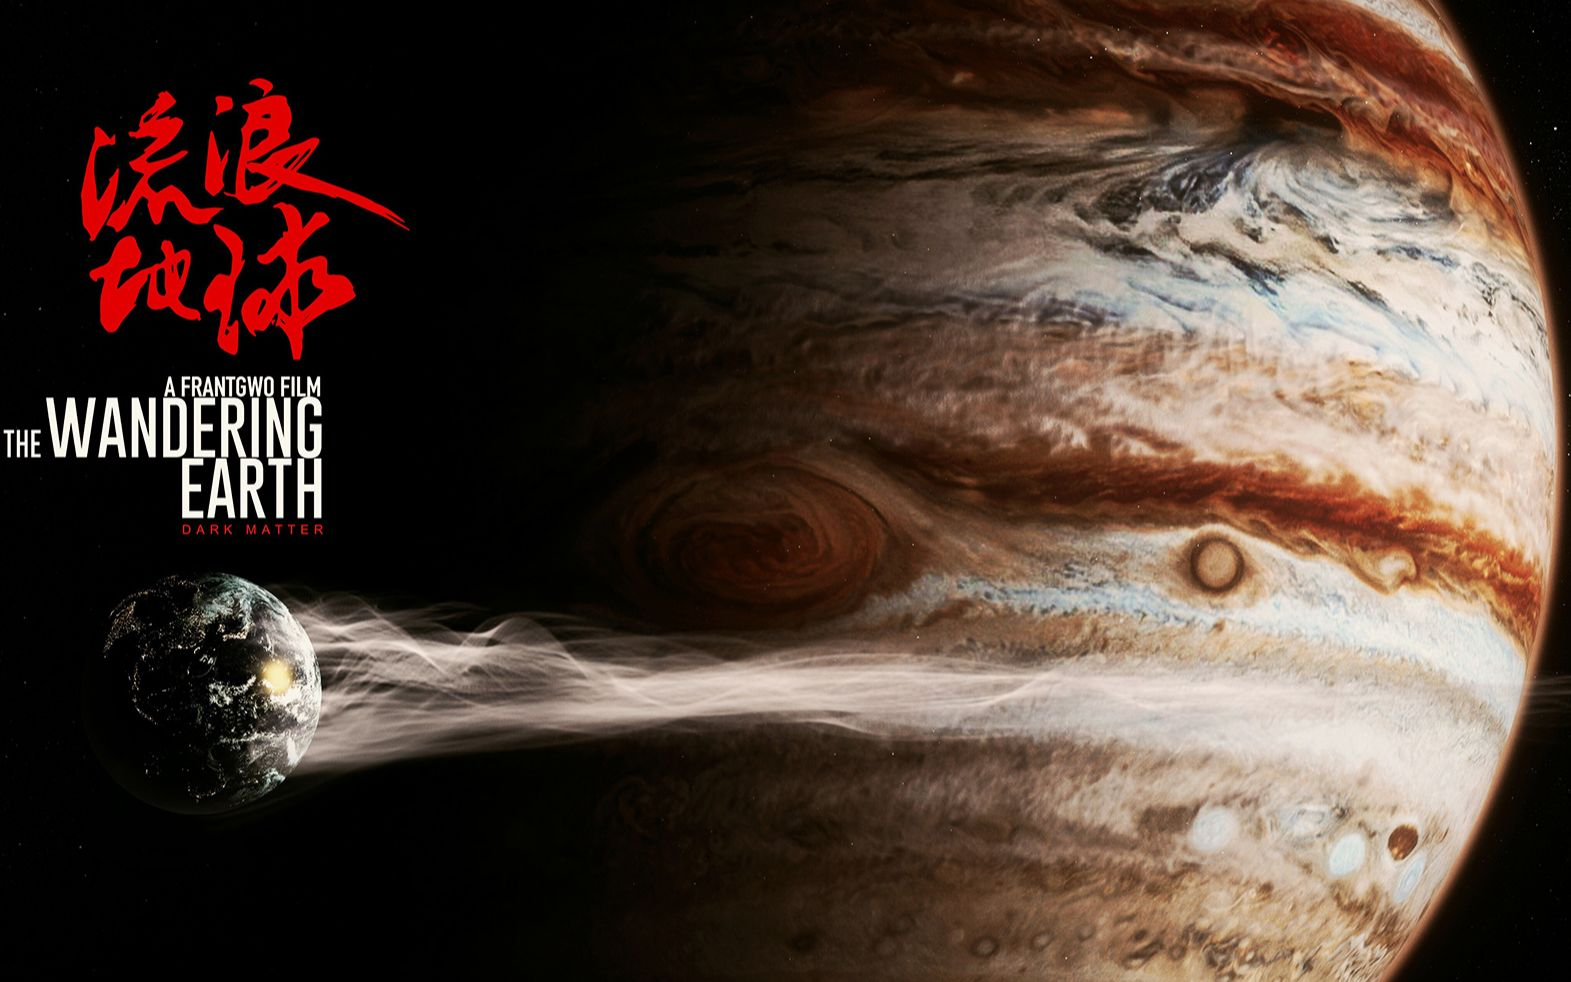 流浪
地球
A FRANTGWO FILM
THE WANDERING
EARTH
DARK MATTER